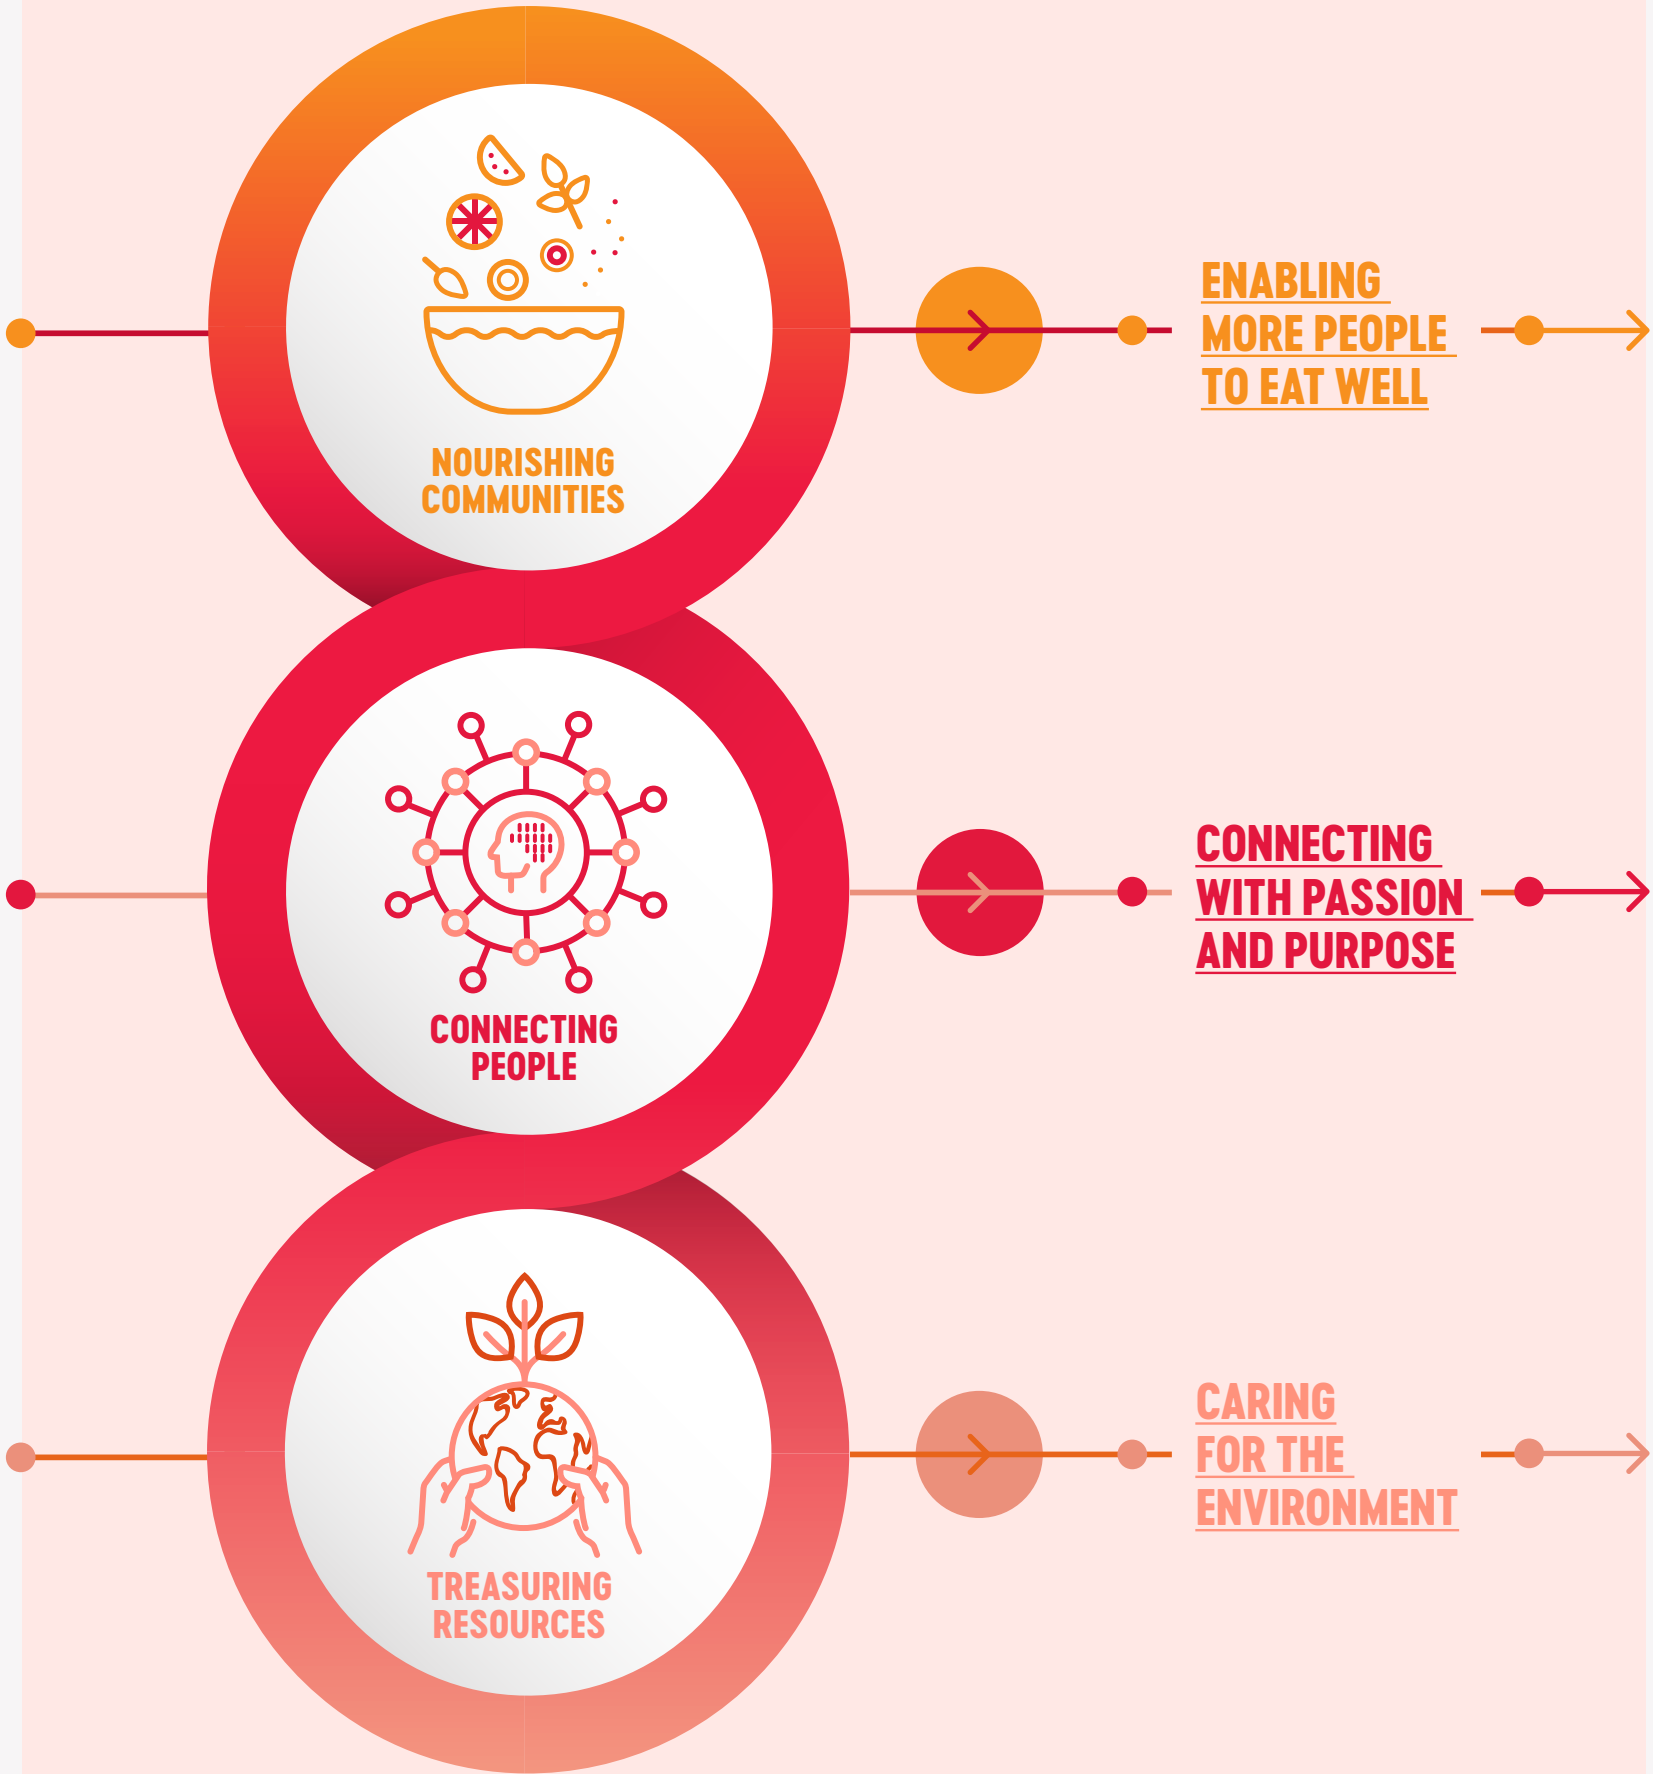 NOURISHING
COMMUNITIES
ENABLING
MORE PEOPLE
TO EAT WELL
CONNECTING
PEOPLE
CONNECTING
WITH PASSION
AND PURPOSE
TREASURING
RESOURCES
CARING
FOR THE
ENVIRONMENT